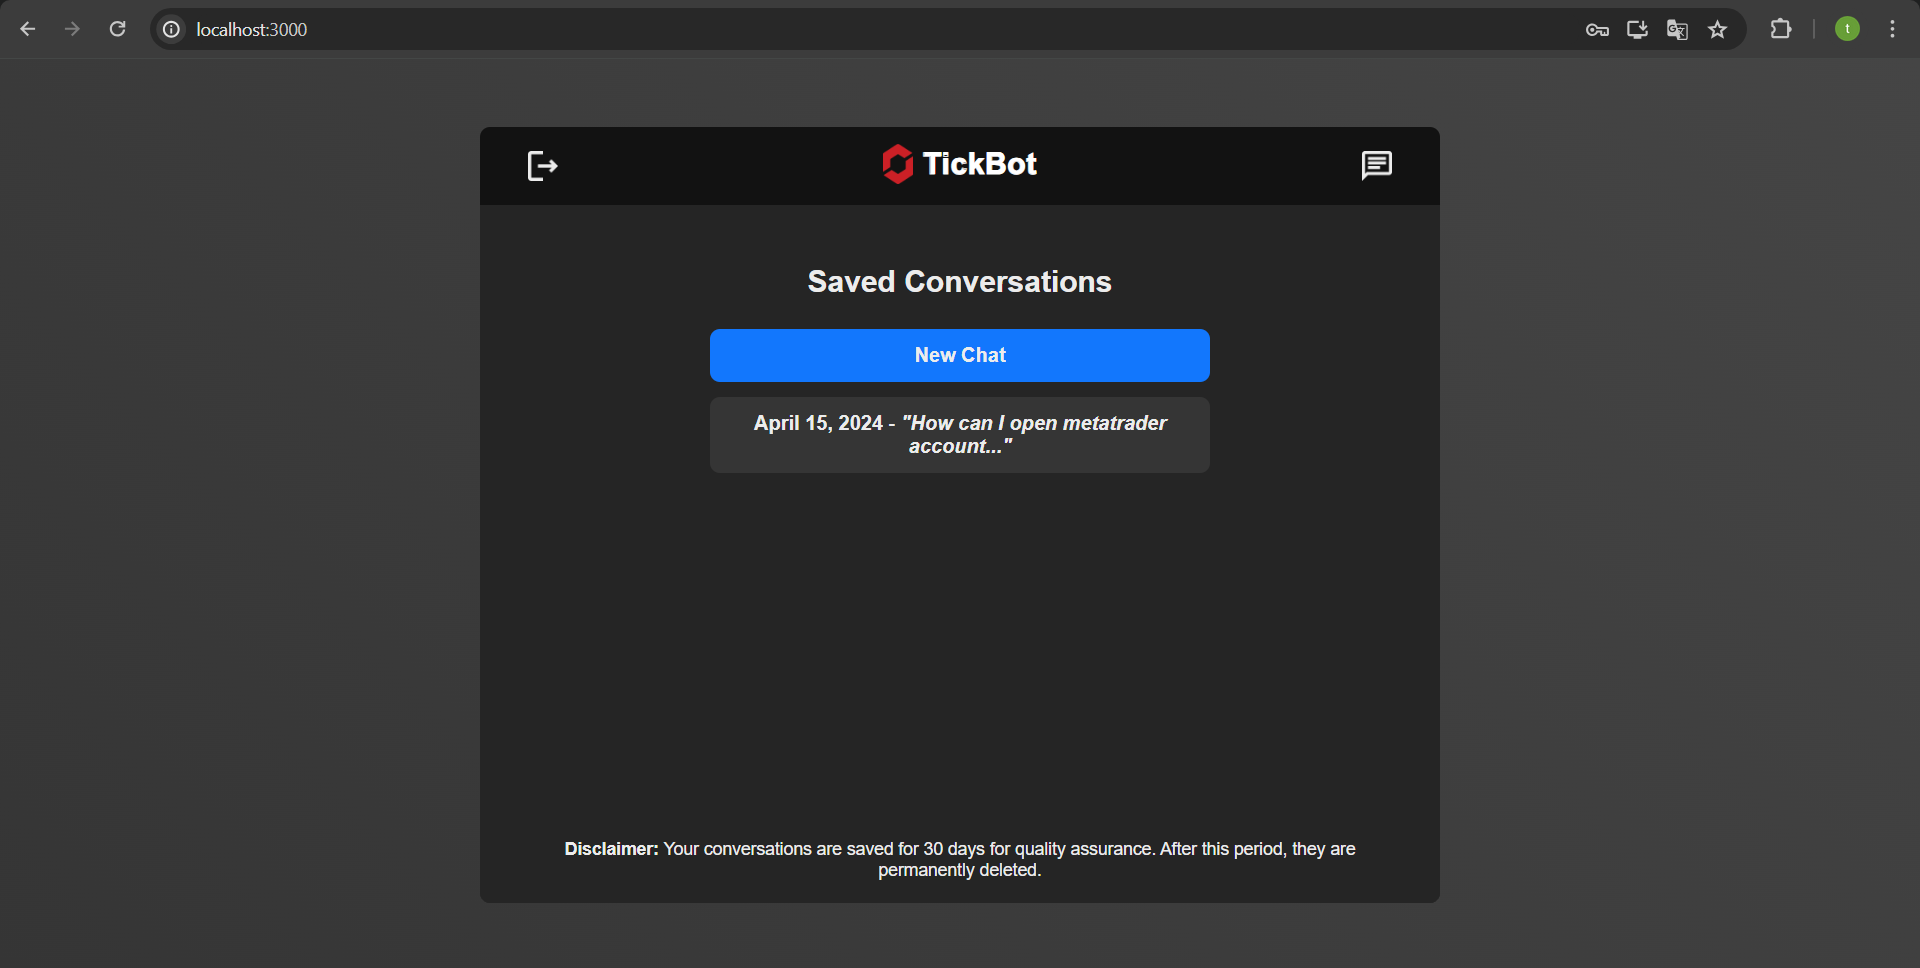 localhost:3000
t
TickBot
Saved Conversations
New Chat
April 15, 2024 - "How can I open metatrader
account..."
Disclaimer: Your conversations are saved for 30 days for quality assurance. After this period, they are
permanently deleted.